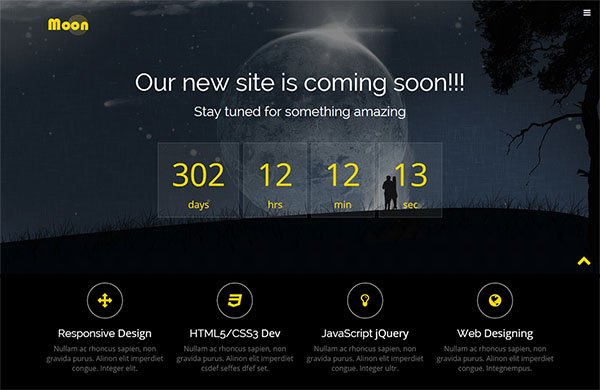 Moon
Our new site is coming soon!!!
Stay tuned for something amazing
302 12 12 13
days hrs min sec
Responsive Design HTML5/CSS3 Dev JavaScript jQuery Web Designing
Nullam ac rhoncus sapien, non Nullam ac rhoncus sapien, non Nullam ac rhoncus sapien, non Nullam ac rhoncus sapien, non
gravida purus. Alinon elit imperdiet gravida purus. Alinon elit imperdiet gravida purus. Alinon elit imperdiet gravida purus. Alinon elit imperdiet
congue. Integer elit. csdef seffes dfef set. congue. Integer ultr. congue. Integnempus.